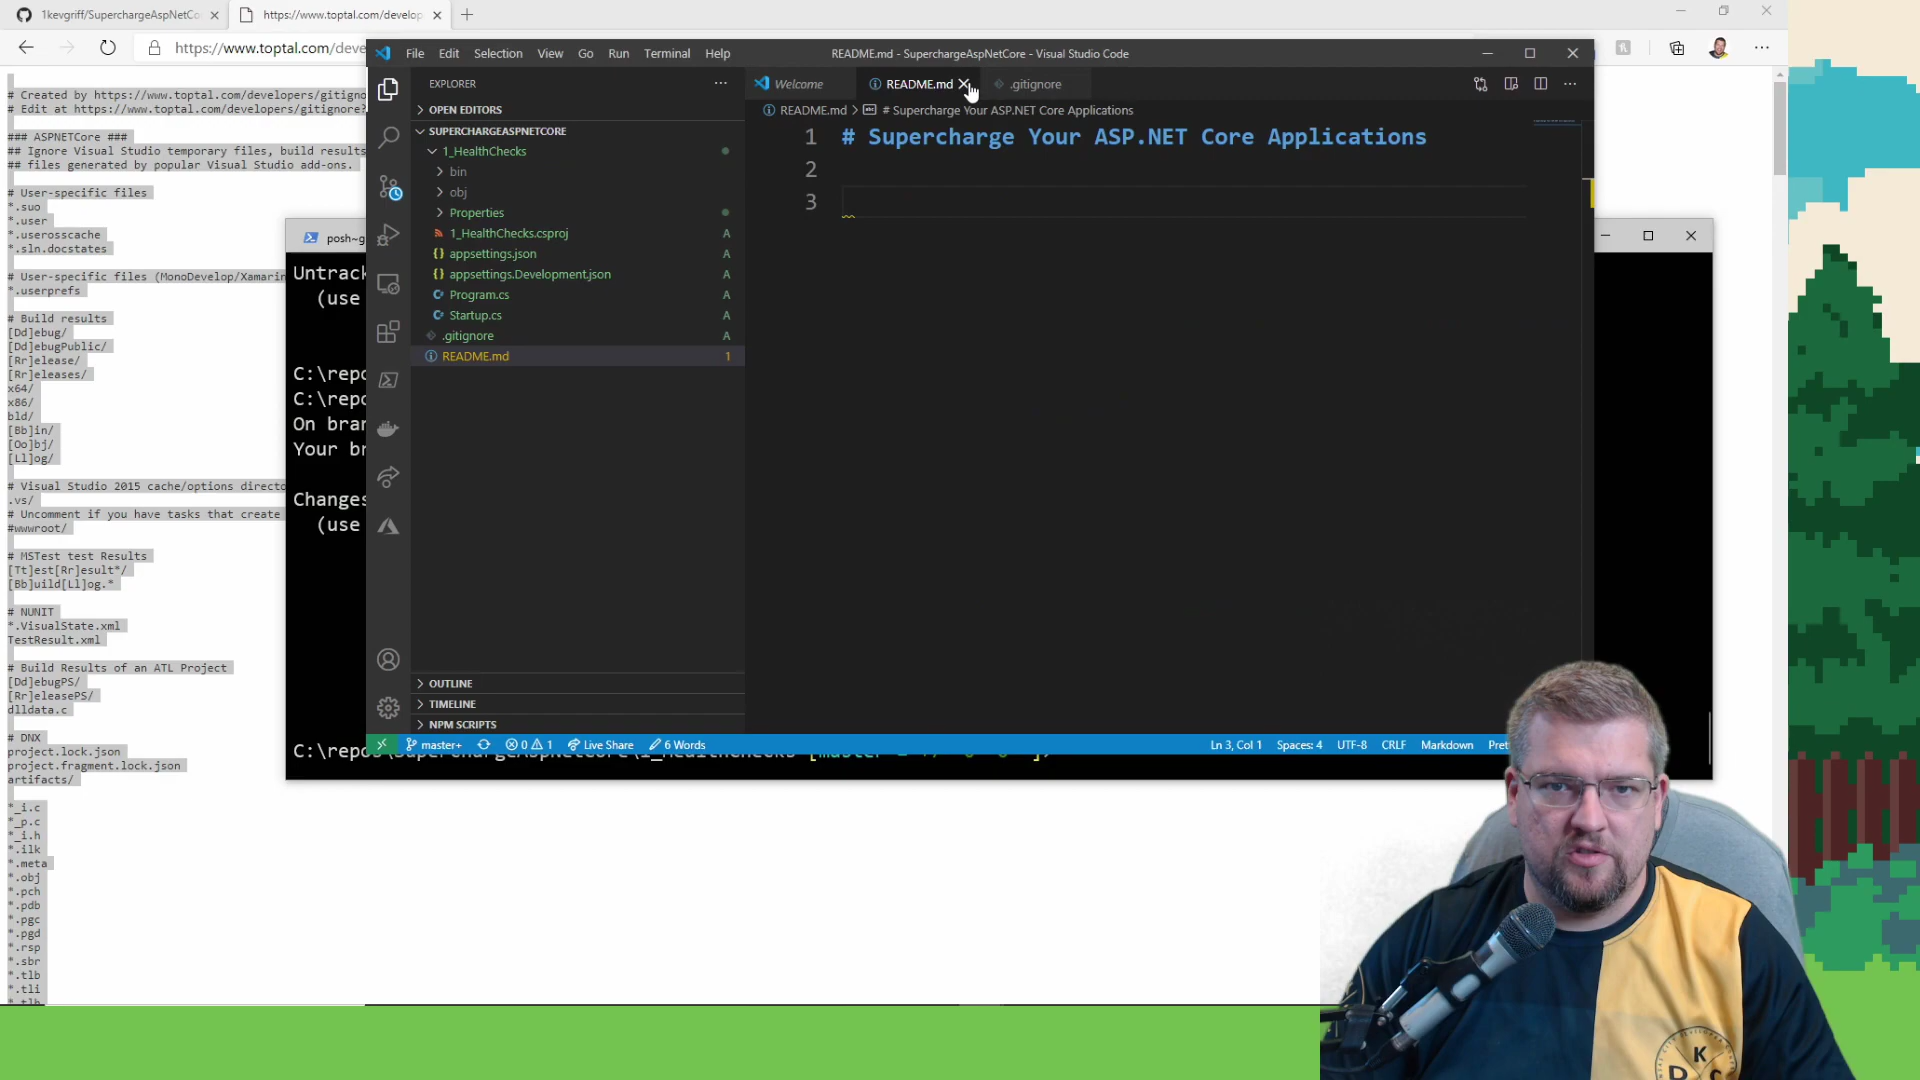 1kevgriff/SuperchargeAspNetCo
https://www.toptal.com/develop
https://www.toptal.com/deve
# Created by https://www.toptal.com/developers/gitign
# Edit at https://www.toptal.com/developers/gitignore?
### ASPNETCore ###
## Ignore Visual Studio temporary files, build results
## files generated by popular Visual Studio add-ons.
# User-specific files
*.suo
*.user
*.userosscache
*.sln.docstates
# User-specific files (MonoDevelop/Xamarin
*.userprefs
# Build results
[Dd]ebug/
[Dd]ebugPublic/
[Rr]elease/
[Rr]eleases/
x64/
x86/
bld/
[Bb]in/
[Oo]bj/
[Ll]og/
# Visual Studio 2015 cache/options directo
.vs/
# Uncomment if you have tasks that create
#wwwroot/
# MSTest test Results
[Tt]est[Rr]esult*/
[Bb]uild[Ll]og.*
# NUNIT
*.VisualState.xml
TestResult.xml
# Build Results of an ATL Project
[Dd]ebugPS/
[Rr]eleasePS/
dlldata.c
# DNX
project.lock.json
project.fragment.lock.json
artifacts/
*_i.c
*_p.c
*_i.h
*.ilk
*.meta
*.obj
*.pch
*.pdb
*.pgc
*.pgd
*.rsp
*.sbr
*.tlb
*.tli
posh~g
Untrack
(use
C:\repo
C:\repo
On bran
Your br
Changes
(use
File Edit Selection View Go Run Terminal Help
README.md - SuperchargeAspNetCore - Visual Studio Code
EXPLORER
OPEN EDITORS
SUPERCHARGEASPNETCORE
1_HealthChecks
bin
obj
Properties
1_HealthChecks.csproj A
appsettings.json A
appsettings.Development.json A
Program.cs A
Startup.cs A
.gitignore A
README.md 1
OUTLINE
TIMELINE
NPM SCRIPTS
Welcome
README.md
.gitignore
README.md > # Supercharge Your ASP.NET Core Applications
1 # Supercharge Your ASP.NET Core Applications
2
3
master+ 0 1 Live Share 6 Words
Ln 3, Col 1 Spaces: 4 UTF-8 CRLF Markdown Pret
K
D C